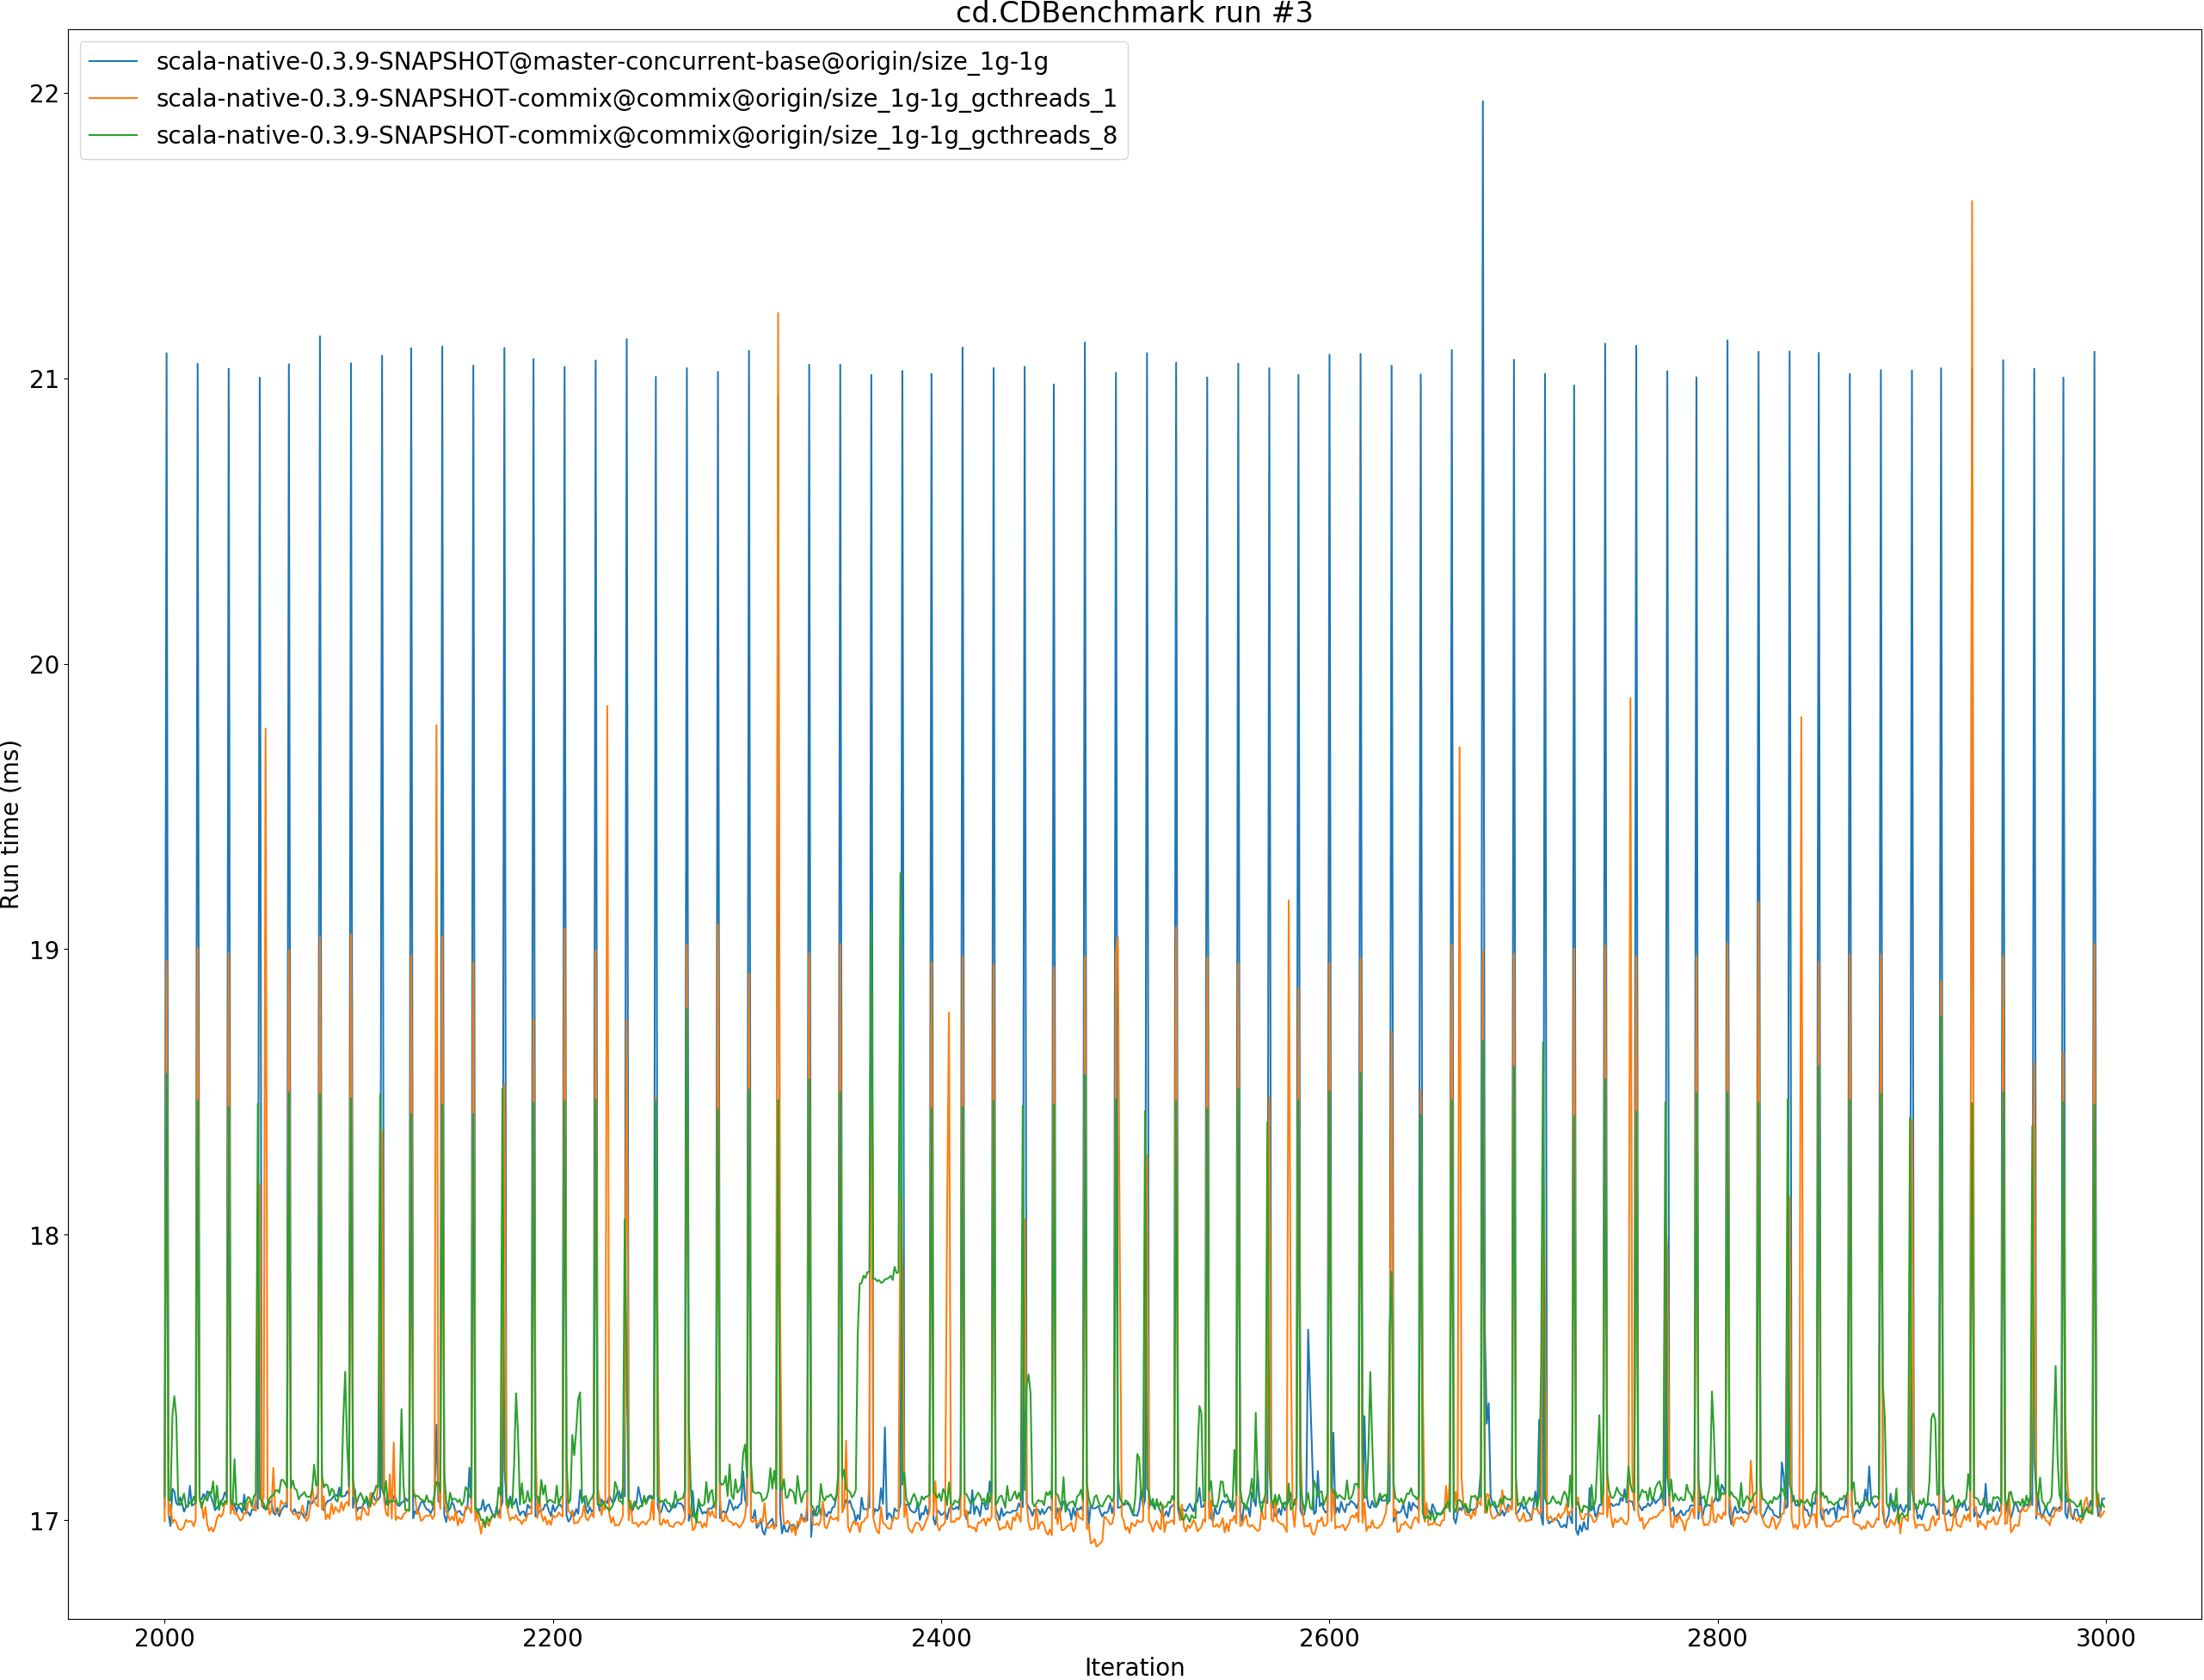 cd.CDBenchmark run #3
scala-native-0.3.9-SNAPSHOT@master-concurrent-base@origin/size_1g-1g
scala-native-0.3.9-SNAPSHOT-commix@commix@origin/size_1g-1g_gcthreads_1
scala-native-0.3.9-SNAPSHOT-commix@commix@origin/size_1g-1g_gcthreads_8
22
21
20
19
18
17
Run time (ms)
2000 2200 2400 2600 2800 3000
Iteration